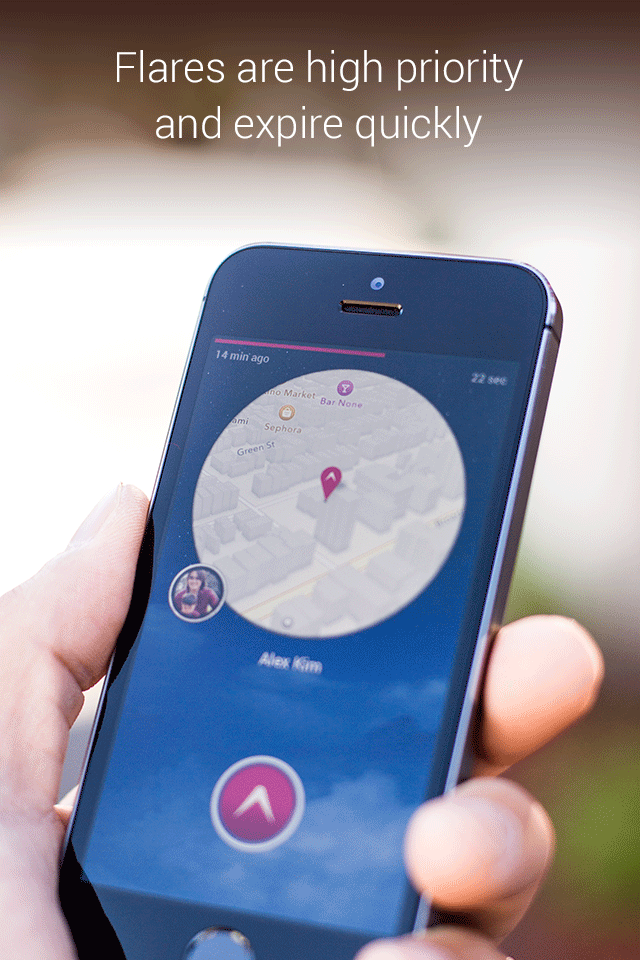 Flares are high priority
and expire quickly
14 min ago
22 sec
Market
Bar None
Sephora
Green St
Alex Kim